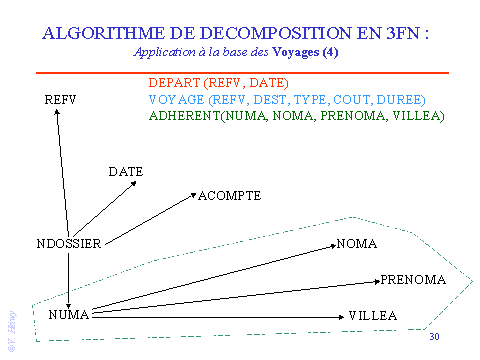 ALGORITHME DE DECOMPOSITION EN 3FN :
Application à la base des Voyages (4)
DEPART (REFV, DATE)
REFV
VOYAGE (REFV, DEST, TYPE, COUT, DUREE)
ADHERENT(NUMA, NOMA, PRENOMA, VILLEA)
DATE
ACOMPTE
NDOSSIER
NOMA
PRENOMA
NUMA
VILLEA
30